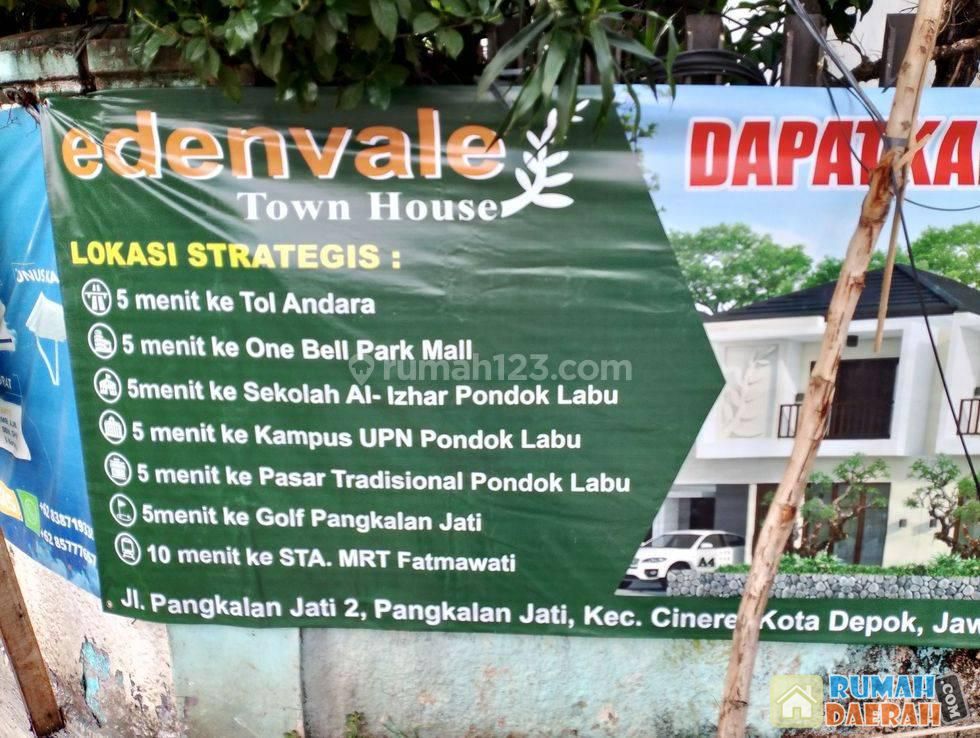 edenvale
Town House
LOKASI STRATEGIS :
5 menit ke Tol Andara
5 menit ke One Bell Park Mall
5menit ke Sekolah Al- Izhar Pondok Labu
5 menit ke Kampus UPN Pondok Labu
5 menit ke Pasar Tradisional Pondok Labu
5menit ke Golf Pangkalan Jati
10 menit ke STA. MRT Fatmawati
Jl. Pangkalan Jati 2, Pangkalan Jati, Kec. Cinere Kota Depok, Jaw
DAPATKA
rumah123.com
RUMAH
DAERAH
.COM